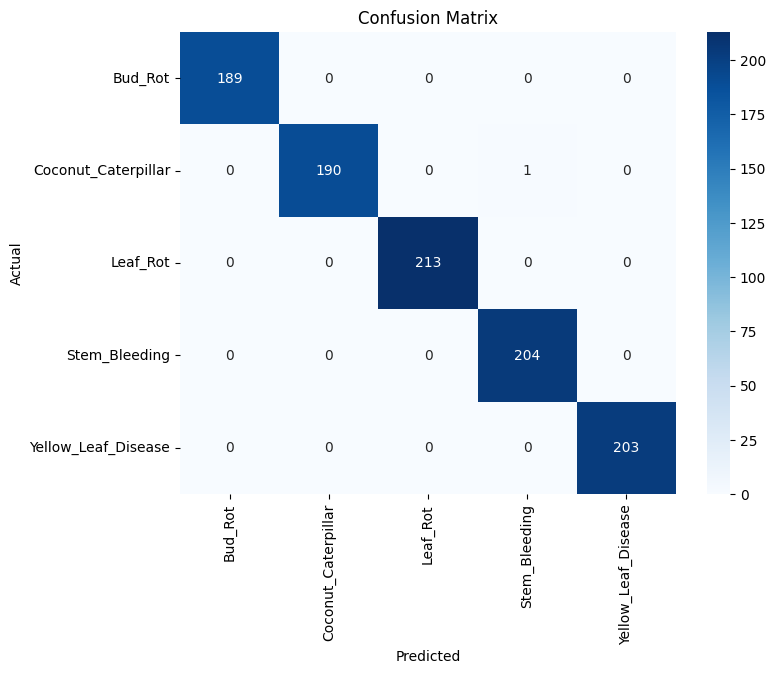 Confusion Matrix
Actual
Bud_Rot 189 0 0 0 0
Coconut_Caterpillar 0 190 0 1 0
Leaf_Rot 0 0 213 0 0
Stem_Bleeding 0 0 0 204 0
Yellow_Leaf_Disease 0 0 0 0 203
Bud_Rot
Coconut_Caterpillar
Leaf_Rot
Stem_Bleeding
Yellow_Leaf_Disease
Predicted
200
175
150
125
100
75
50
25
0